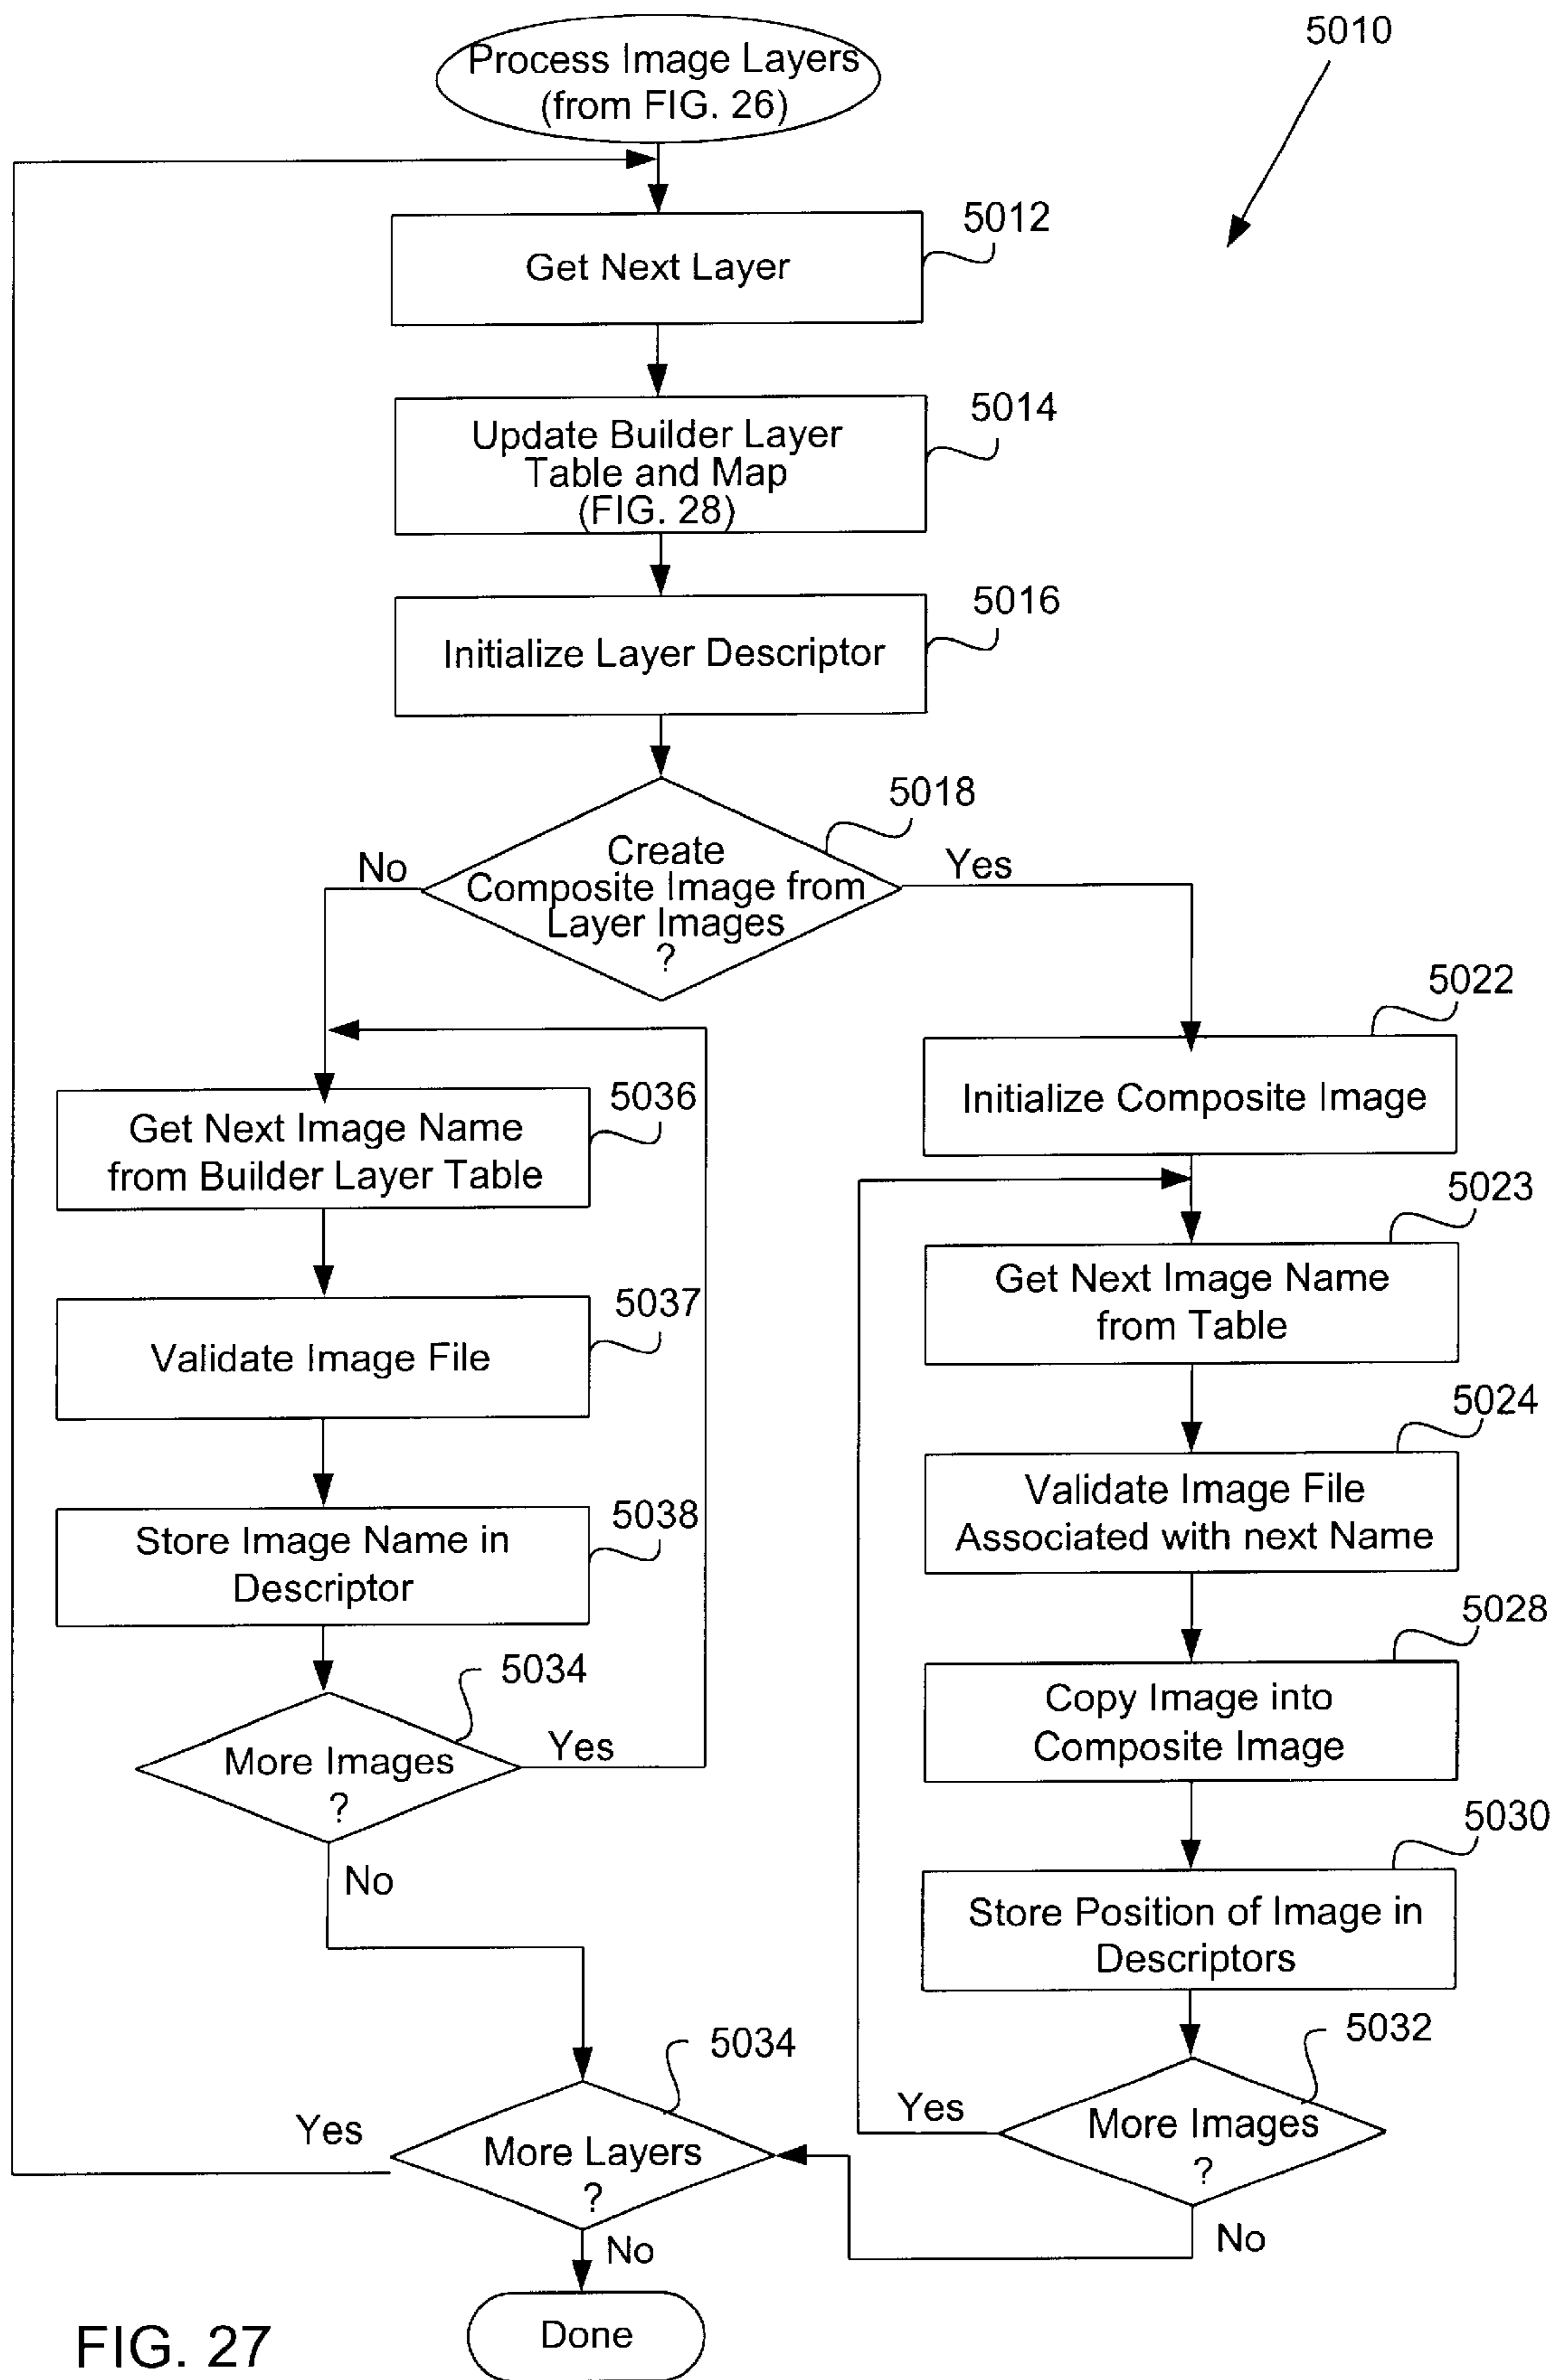 5010
Process Image Layers
(from FIG. 26)
5012
Get Next Layer
5014
Update Builder Layer
Table and Map
(FIG. 28)
5016
Initialize Layer Descriptor
5018
Create
Composite Image from
Layer Images
?
No
Yes
5036
Get Next Image Name
from Builder Layer Table
5037
Validate Image File
5038
Store Image Name in
Descriptor
5034
More Images
?
Yes
No
5022
Initialize Composite Image
5023
Get Next Image Name
from Table
5024
Validate Image File
Associated with next Name
5028
Copy Image into
Composite Image
5030
Store Position of Image in
Descriptors
5032
More Images
?
Yes
No
5034
More Layers
?
Yes
No
Done
FIG. 27